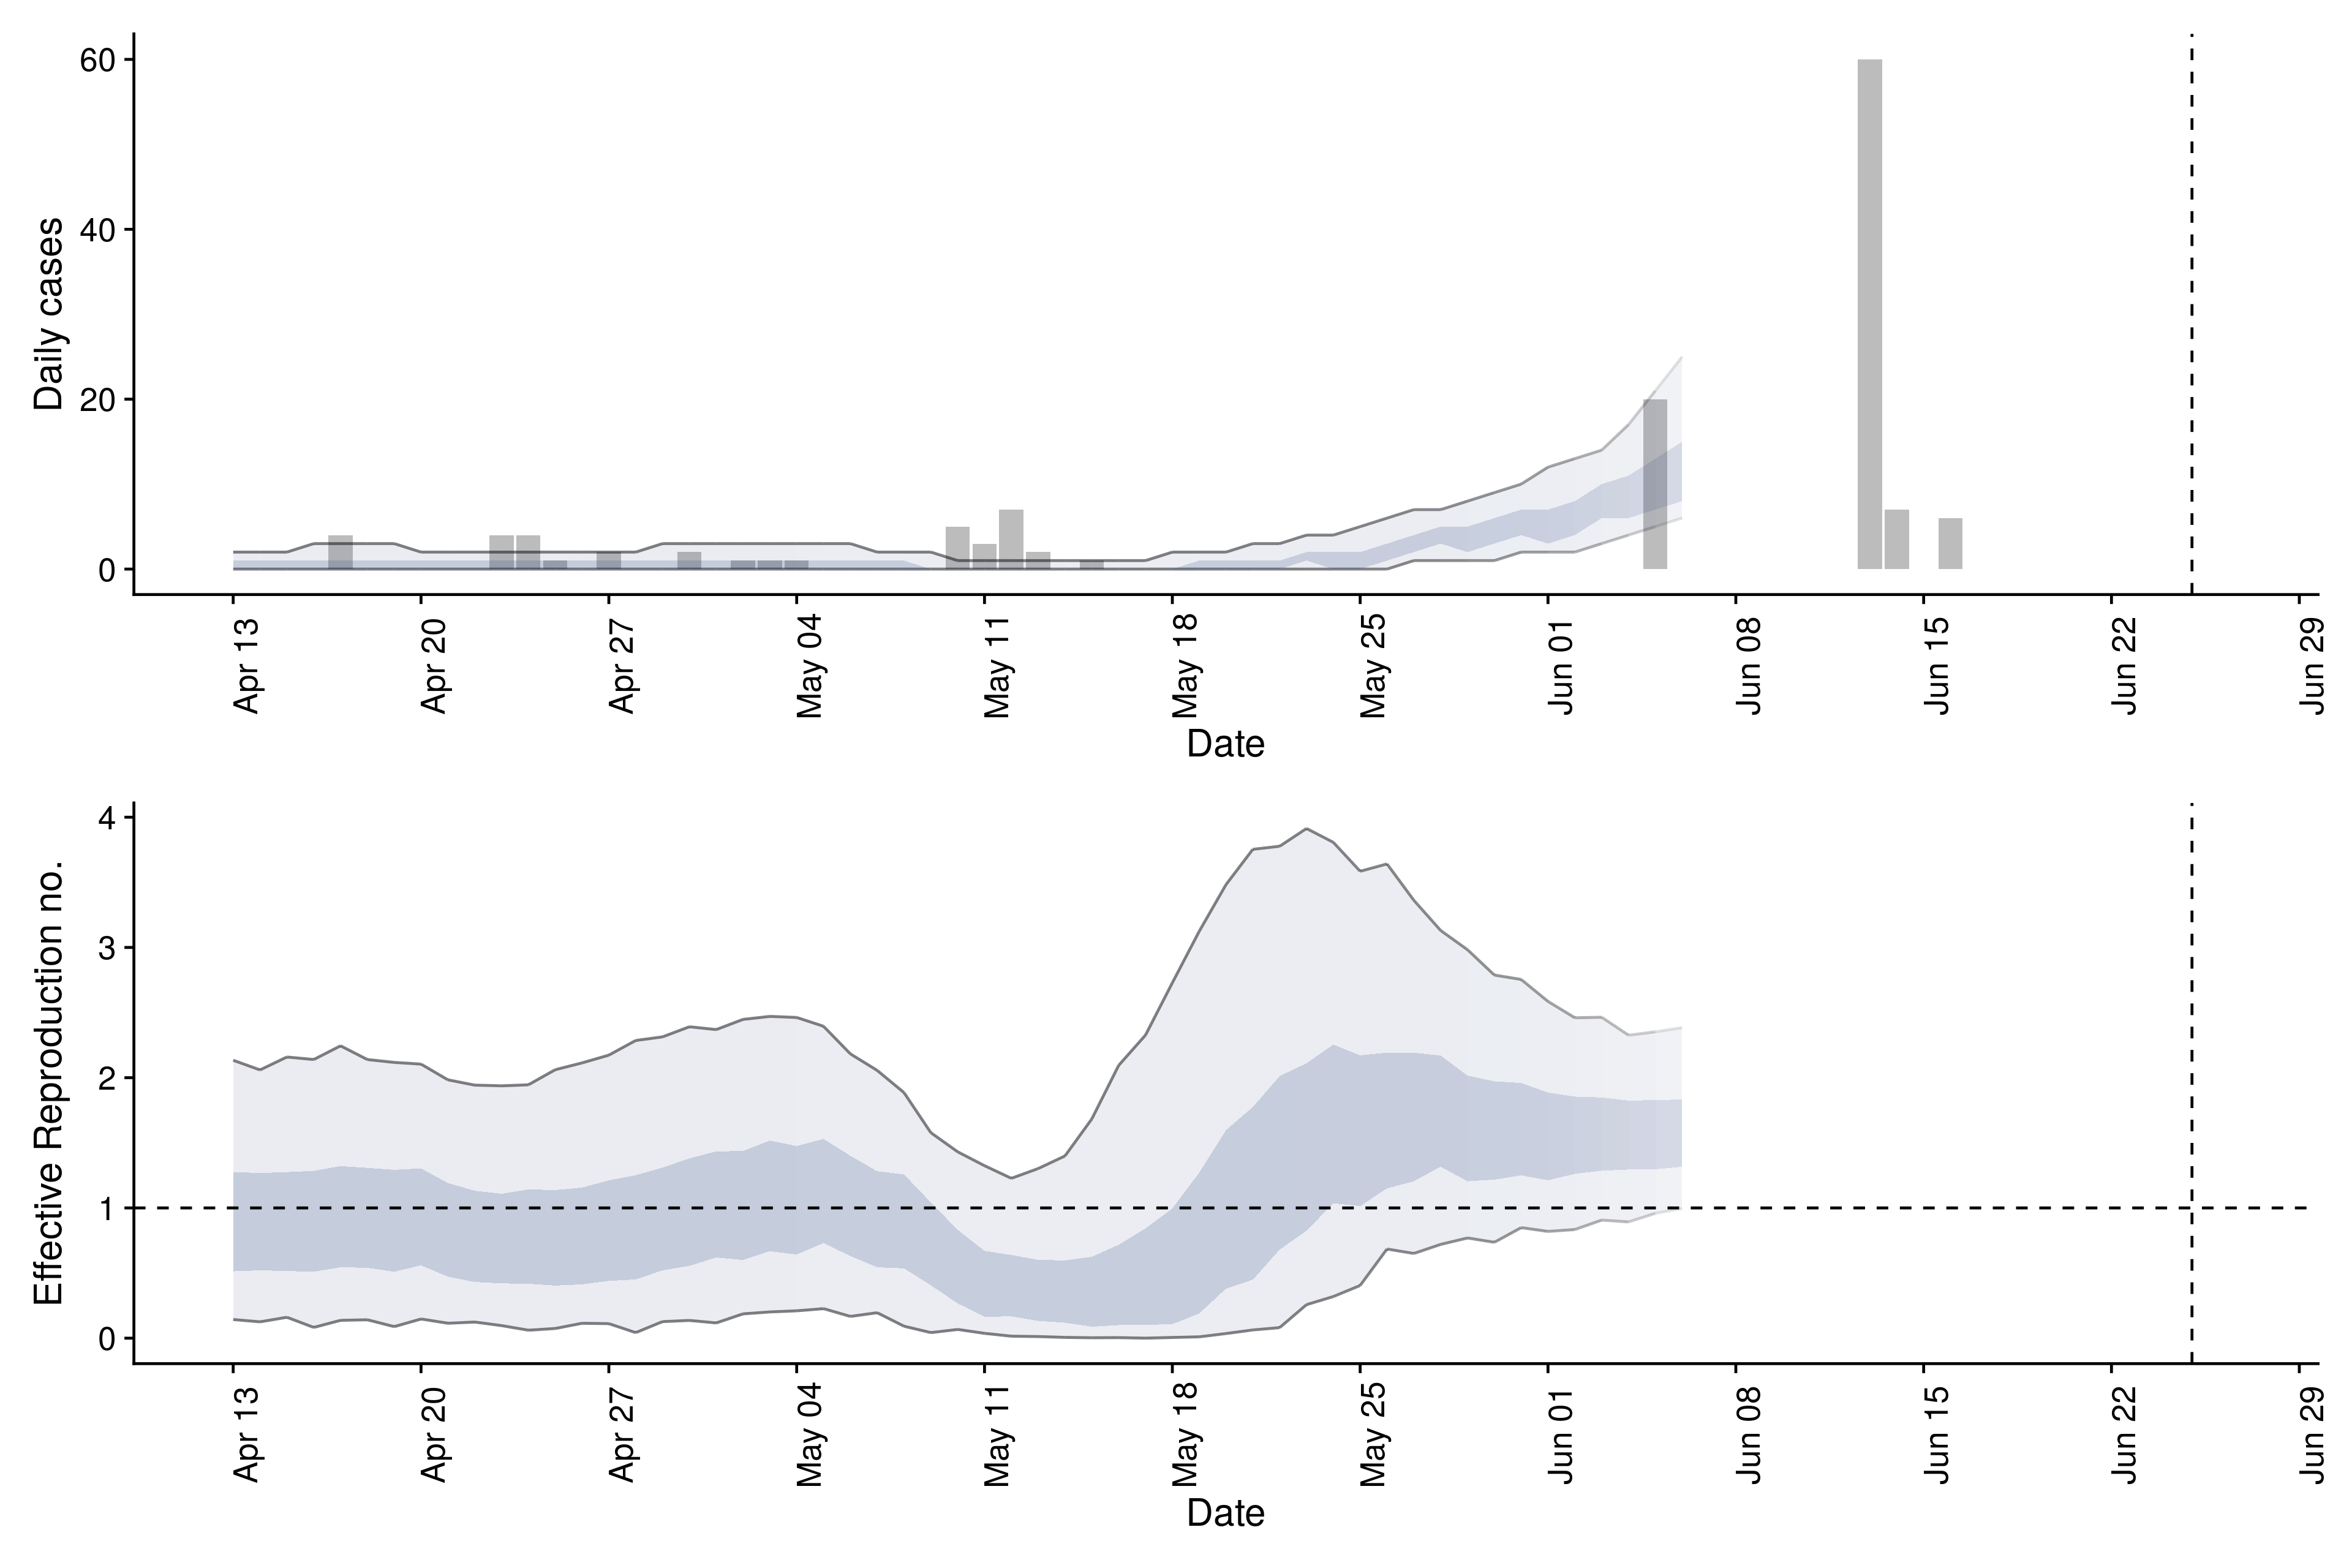 Daily cases
60
40
20
0
Apr 13
Apr 20
Apr 27
May 04
May 11
May 18
May 25
Jun 01
Jun 08
Jun 15
Jun 22
Jun 29
Date
Effective Reproduction no.
4
3
2
1
0
Apr 13
Apr 20
Apr 27
May 04
May 11
May 18
May 25
Jun 01
Jun 08
Jun 15
Jun 22
Jun 29
Date